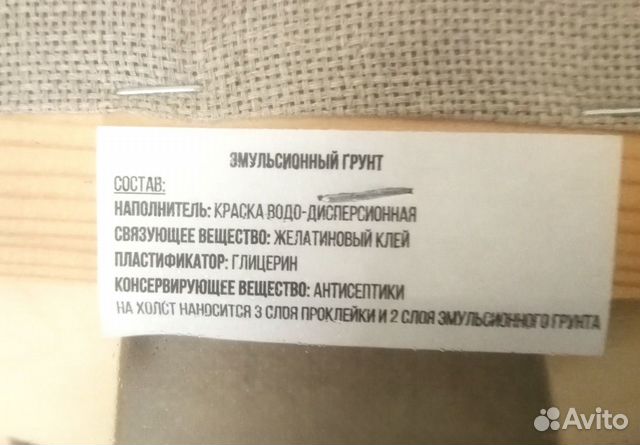 ЭМУЛЬСИОННЫЙ ГРУНТ
СОСТАВ:
НАПОЛНИТЕЛЬ: КРАСКА ВОДО-ДИСПЕРСИОННАЯ
СВЯЗУЮЩЕЕ ВЕЩЕСТВО: ЖЕЛАТИНОВЫЙ КЛЕЙ
ПЛАСТИФИКАТОР: ГЛИЦЕРИН
КОНСЕРВИРУЮЩЕЕ ВЕЩЕСТВО: АНТИСЕПТИКИ
НА ХОЛСТ НАНОСИТСЯ 3 СЛОЯ ПРОКЛЕЙКИ И 2 СЛОЯ ЭМУЛЬСИОННОГО ГРУНТА
Avito